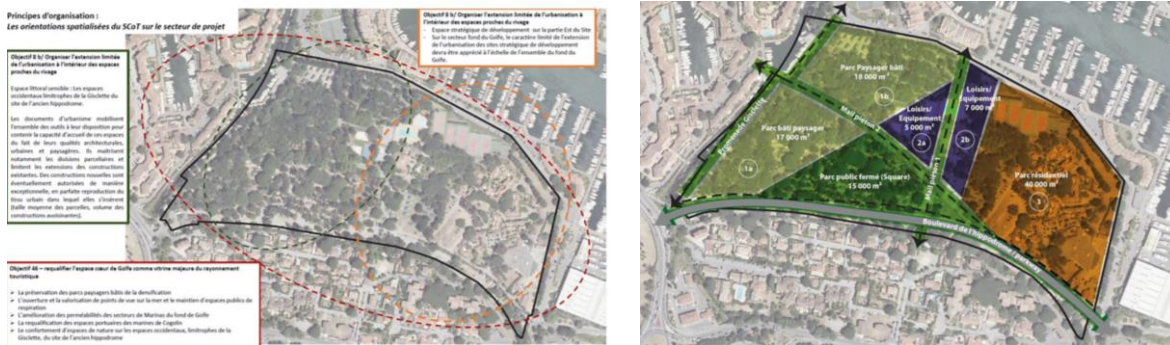 Principes d'organisation :
Les orientations spatialisées du SCoT sur le secteur de projet
Objectif 8 b/ Organiser l'extension limitée
de l'urbanisation à l'intérieur des espaces
proches du rivage
Espace littoral sensible : Les espaces
occidentaux limitrophes de la Gisclette du
site de l'ancien hippodrome.
Les documents d'urbanisme mobilisent
l'ensemble des outils à leur disposition pour
contenir la capacité d'accueil de ces espaces
du fait de leurs qualités architecturales,
urbaines et paysagères. Ils maîtrisent
notamment les divisions parcellaires et
limitent les extensions des constructions
existantes. Des constructions nouvelles sont
éventuellement autorisées de manière
exceptionnelle, en parfaite reproduction du
tissu urbain dans lequel elles s'insèrent
(taille moyenne des parcelles, volume des
constructions avoisinantes).
Objectif 8 b/ Organiser l'extension limitée de l'urbanisation à
l'intérieur des espaces proches du rivage
- Espace stratégique de développement sur la partie Est du Site
- Sur le secteur fond du Golfe, le caractère limité de l'extension
de l'urbanisation des sites stratégique de développement
devra être apprécié à l'échelle de l'ensemble du fond du
Golfe.
Objectif 46 – requalifier l'espace cœur de Golfe comme vitrine majeure du rayonnement
touristique
➢ La préservation des parcs paysagers bâtis de la densification
➢ L'ouverture et la valorisation de points de vue sur la mer et le maintien d'espaces publics de
respiration
➢ L'amélioration des perméabilités des secteurs de Marinas du fond de Golfe
➢ La requalification des espaces portuaires des marines de Cogolin
➢ Le confortement d'espaces de nature sur les espaces occidentaux, limitrophes de la
Gisclette, du site de l'ancien hippodrome
Parc Paysager bâti
18 000 m²
1b
Loisirs/
Equipement
7 000 m²
2b
Loisirs/
Equipement
5 000 m²
2a
Promenade Gisclette
Mail piéton 2
Parc bâti paysager
17 000 m²
1a
Parc public fermé (Square)
15 000 m²
Parc résidentiel
40 000 m²
3
Boulevard de l'hippodrome / parkway